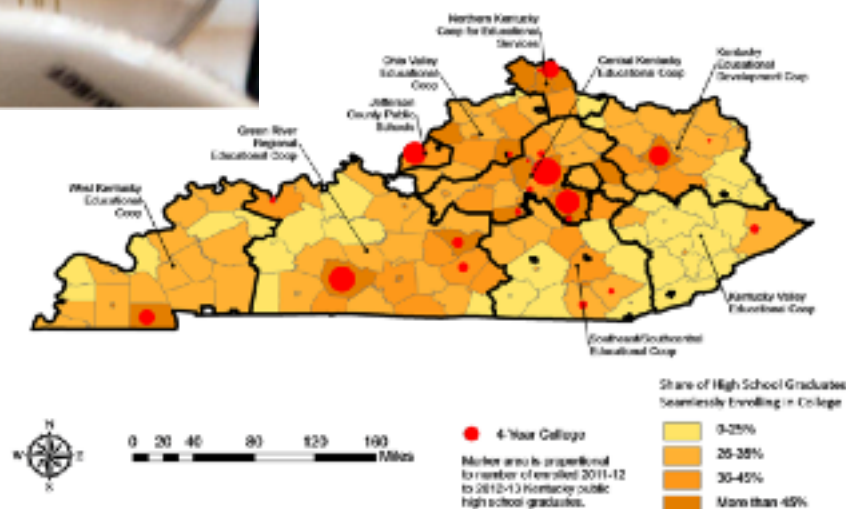 Northern Kentucky
Coop for Educational
Services
Ohio Valley
Educational
Coop
Central Kentucky
Educational Coop
Kentucky
Educational
Development Coop
Jefferson
County Public
Schools
Green River
Regional
Educational Coop
West Kentucky
Educational
Coop
Kentucky Valley
Educational Coop
Southeast/Southcentral
Educational Coop
Share of High School Graduates
Seamlessly Enrolling in College
0-25%
26-35%
36-45%
More than 45%
4-Year College
Marker area is proportional
to number of enrolled 2011-12
to 2012-13 Kentucky public
high school graduates.
N
W E
S
0 20 40 80 120 160
Miles